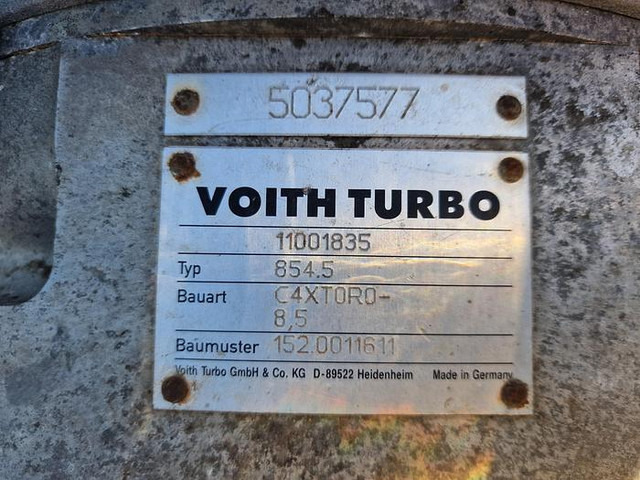 5037577
VOITH TURBO
11001835
Typ 854.5
Bauart C4XTOR0-
8,5
Baumuster 152.0011611
Voith Turbo GmbH & Co. KG D-89522 Heidenheim Made in Germany